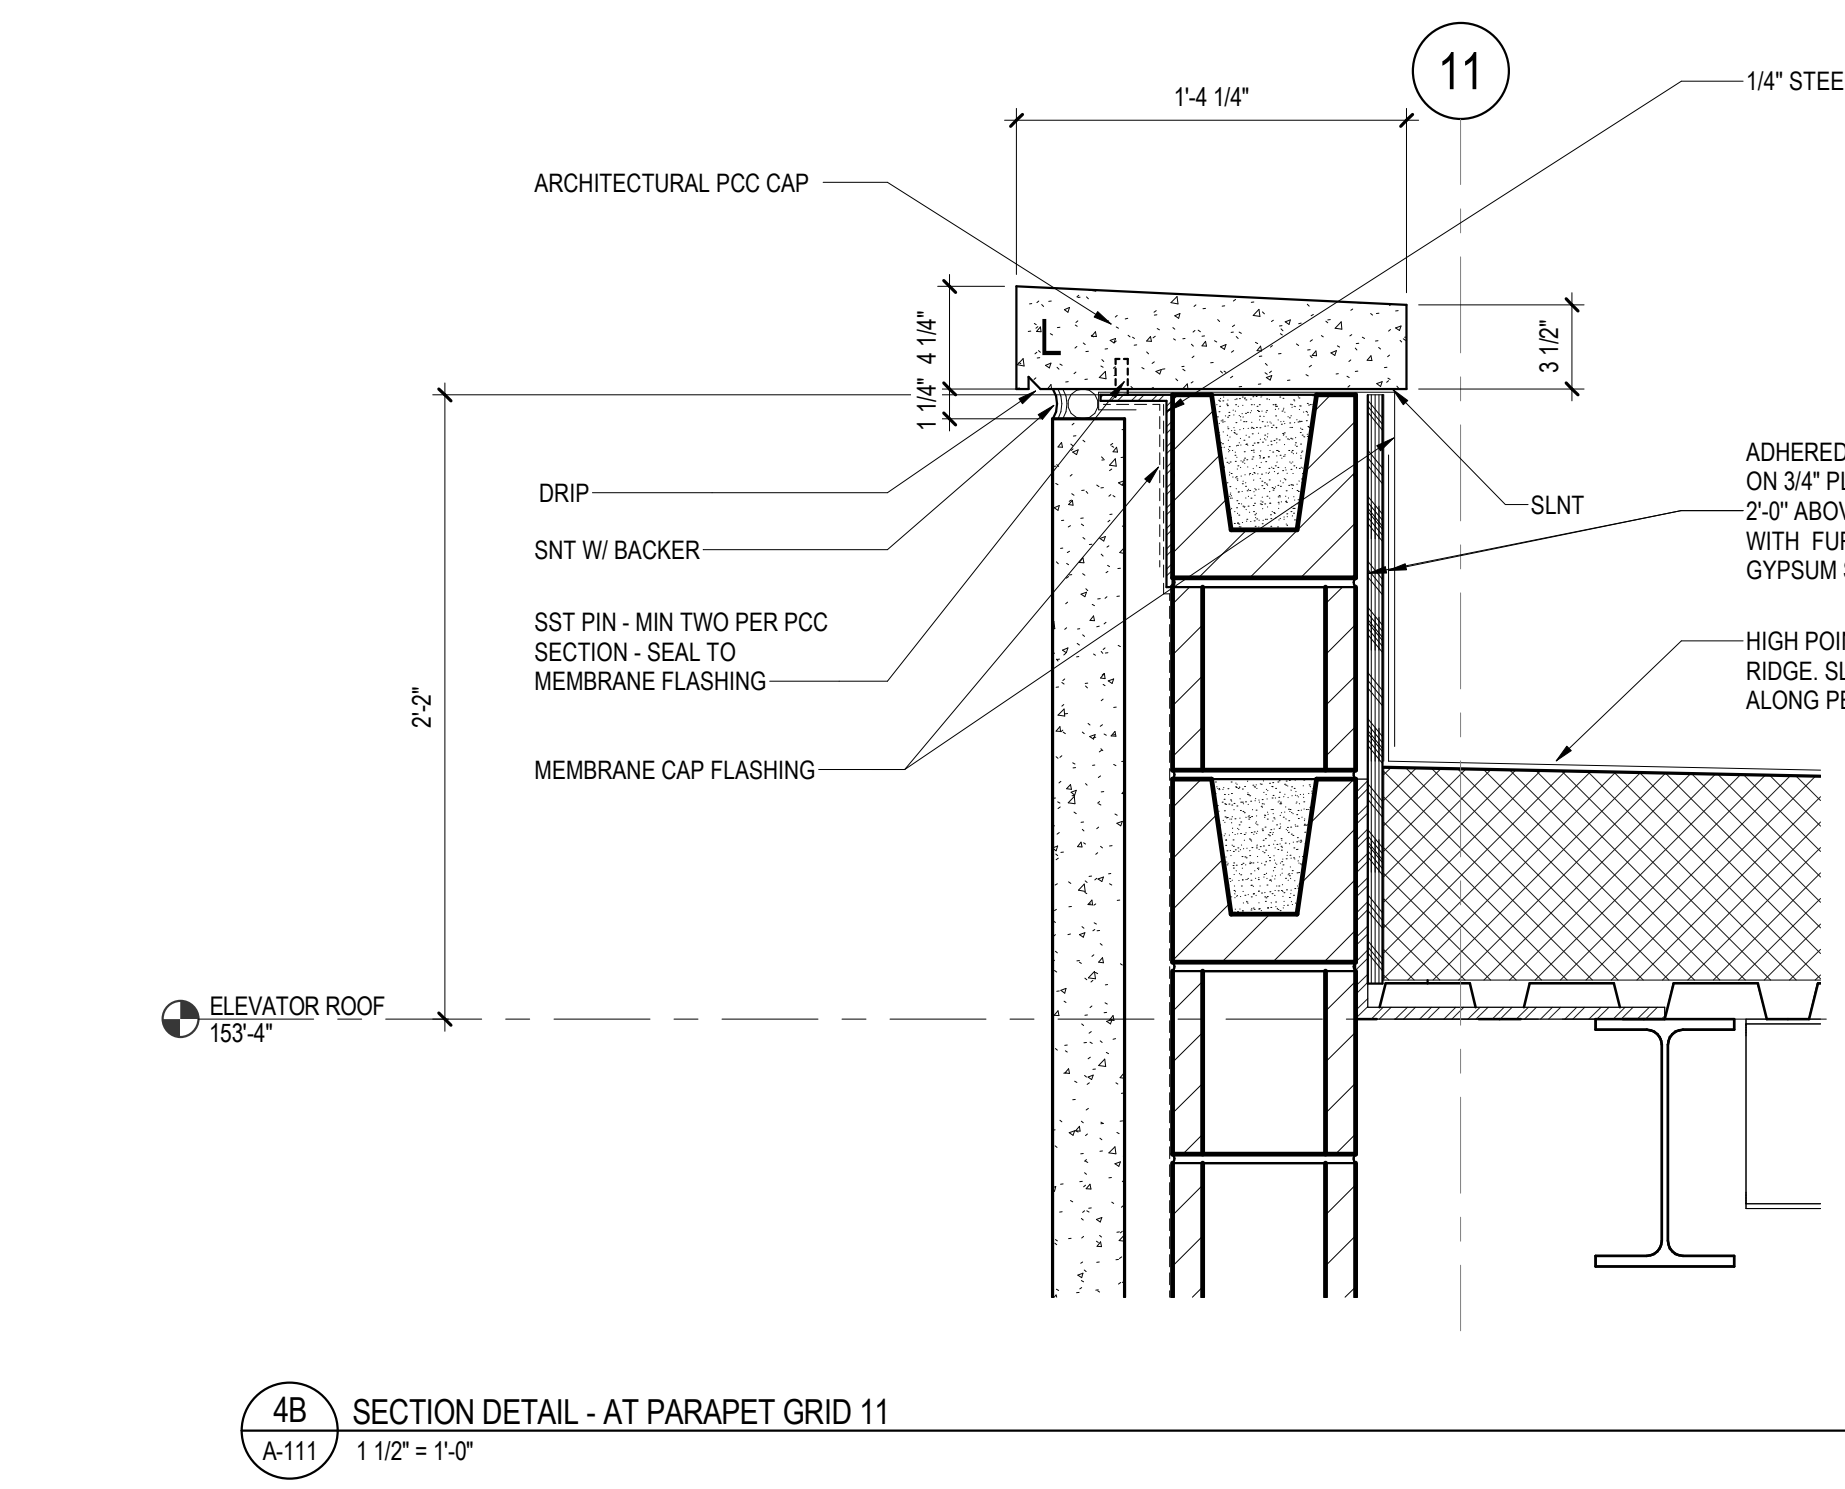 11
1'-4 1/4"
1/4" STEE
ARCHITECTURAL PCC CAP
L
4 1/4"
1 1/4"
3 1/2"
DRIP
SNT W/ BACKER
SST PIN - MIN TWO PER PCC
SECTION - SEAL TO
MEMBRANE FLASHING
MEMBRANE CAP FLASHING
2'-2"
SLNT
ADHERED
ON 3/4" PL
2'-0" ABOV
WITH FUR
GYPSUM S
HIGH POIN
RIDGE. SL
ALONG PE
ELEVATOR ROOF
153'-4"
4B
A-111
SECTION DETAIL - AT PARAPET GRID 11
1 1/2" = 1'-0"